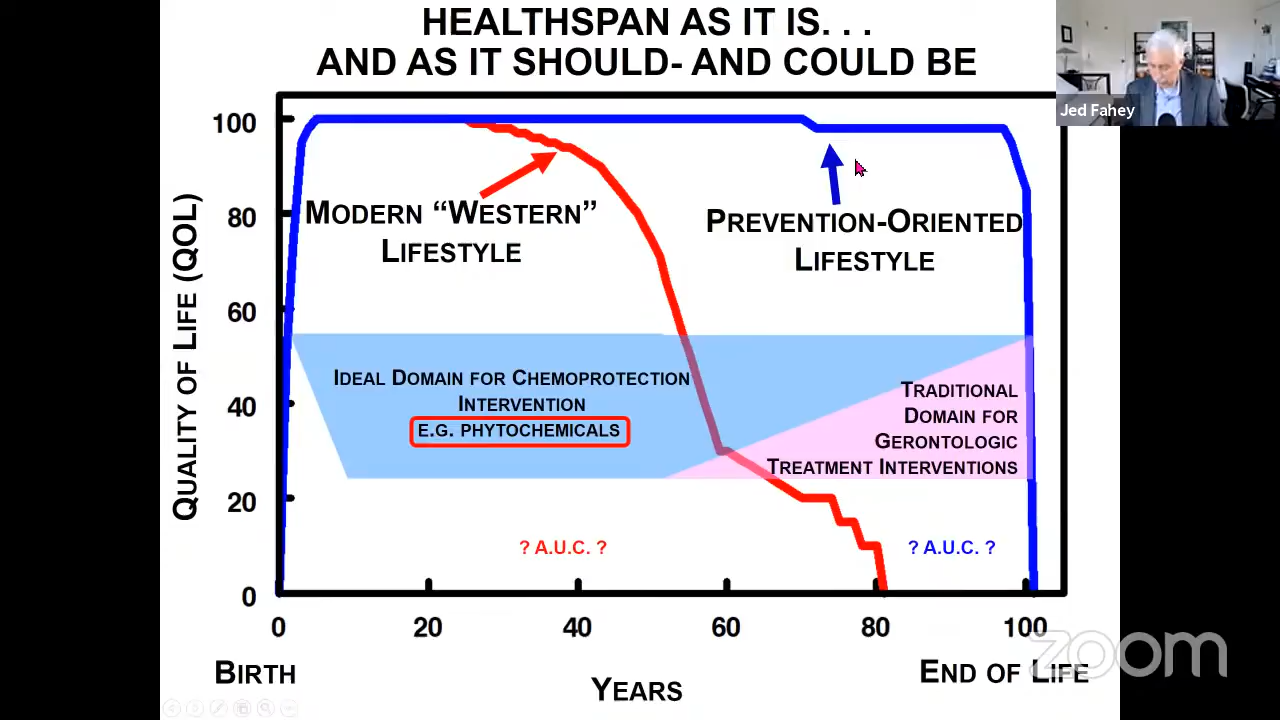 HEALTHSPAN AS IT IS. . .
AND AS IT SHOULD- AND COULD BE
Jed Fahey
100
80
60
40
20
0
QUALITY OF LIFE (QOL)
MODERN “WESTERN”
LIFESTYLE
PREVENTION-ORIENTED
LIFESTYLE
IDEAL DOMAIN FOR CHEMOPROTECTION
INTERVENTION
E.G. PHYTOCHEMICALS
TRADITIONAL
DOMAIN FOR
GERONTOLOGIC
TREATMENT INTERVENTIONS
? A.U.C. ?
? A.U.C. ?
0 20 40 60 80 100
BIRTH
YEARS
END OF LIFE
zoom